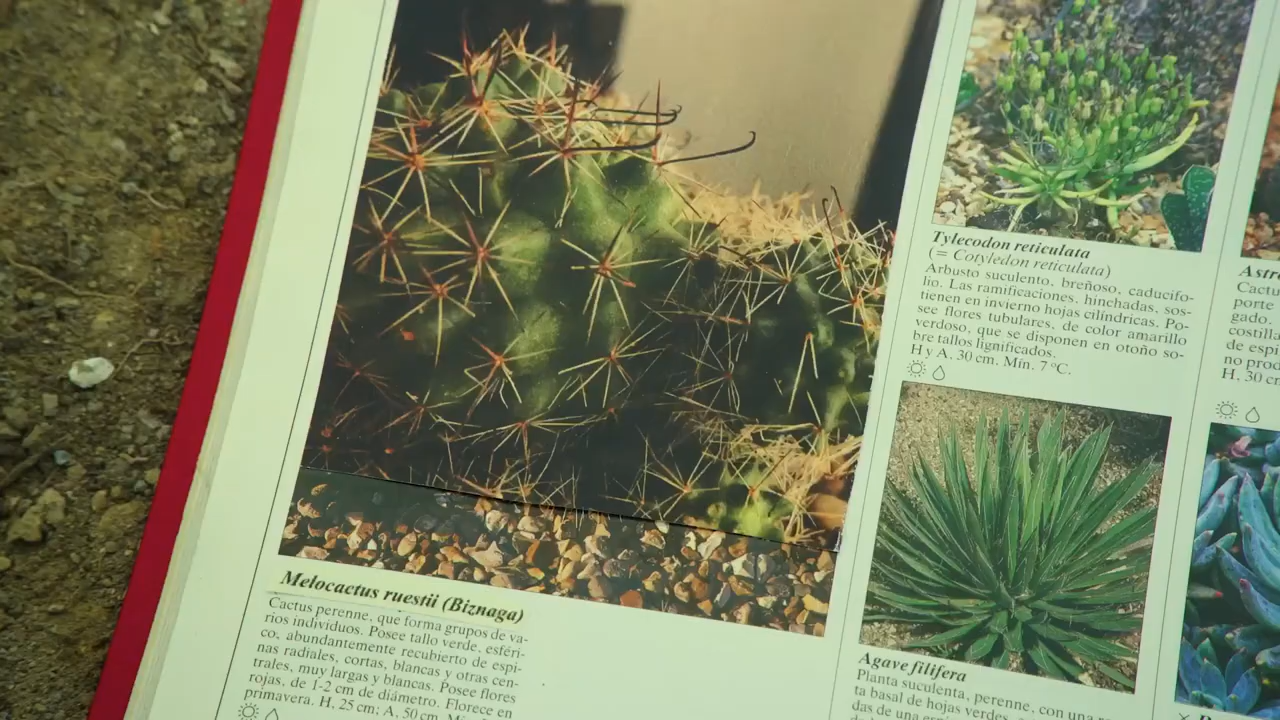 Melocactus ruestii (Biznaga)
Cactus perenne, que forma grupos de va-
rios individuos. Posee tallo verde, esféri-
co, abundantemente recubierto de espi-
nas radiales, cortas, blancas y otras cen-
trales, muy largas y blancas. Posee flores
rojas, de 1-2 cm de diámetro. Florece en
primavera. H, 25 cm; A, 50 cm.
Tylecodon reticulata
(= Cotyledon reticulata)
Arbusto suculento, breñoso, caducifo-
lio. Las ramificaciones, hinchadas, sos-
tienen en invierno hojas cilíndricas. Po-
see flores tubulares, de color amarillo
verdoso, que se disponen en otoño so-
bre tallos lignificados.
H y A, 30 cm. Mín. 7 °C.
Agave filifera
Planta suculenta, perenne, con una
ta basal de hojas verdes,
das de una
Cactu
porte
gado,
costilla
de espi
no prod
H, 30 cm